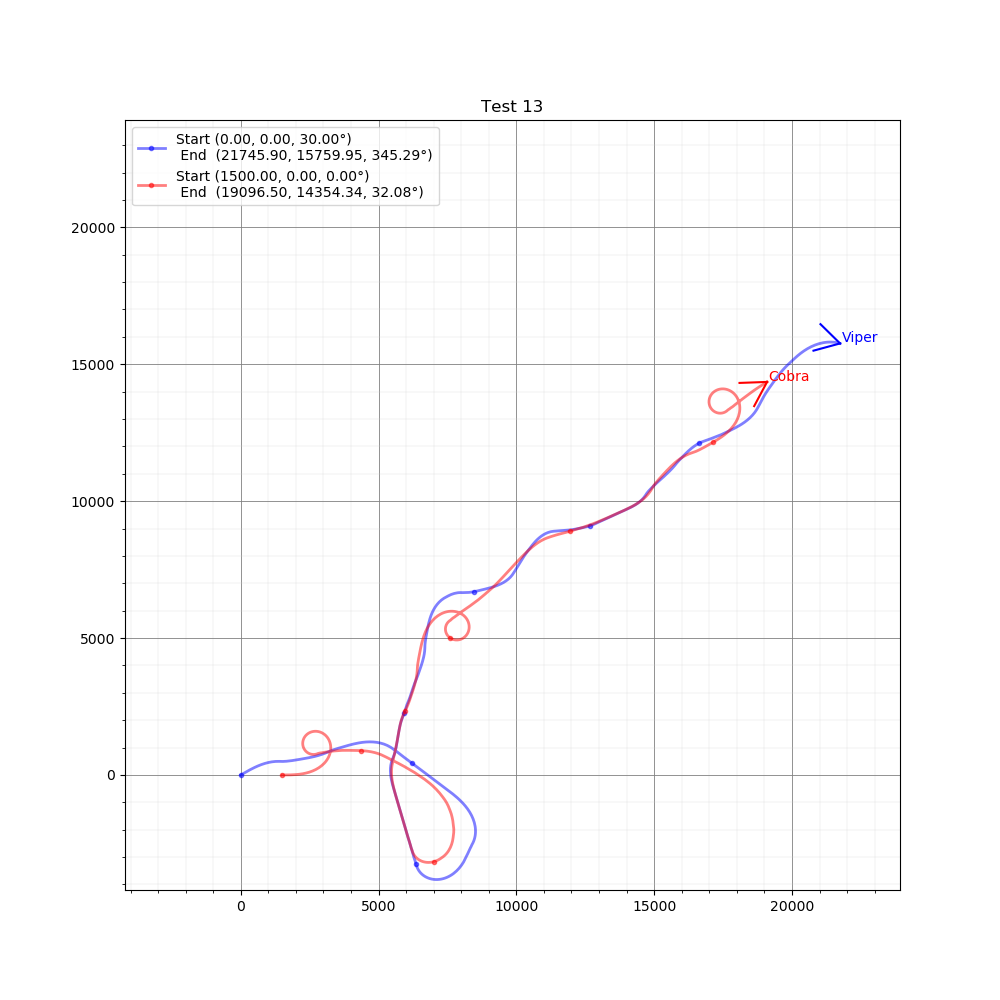 Test 13
Start (0.00, 0.00, 30.00°)
End  (21745.90, 15759.95, 345.29°)
Start (1500.00, 0.00, 0.00°)
End  (19096.50, 14354.34, 32.08°)
20000
15000
10000
5000
0
Viper
Cobra
0 5000 10000 15000 20000